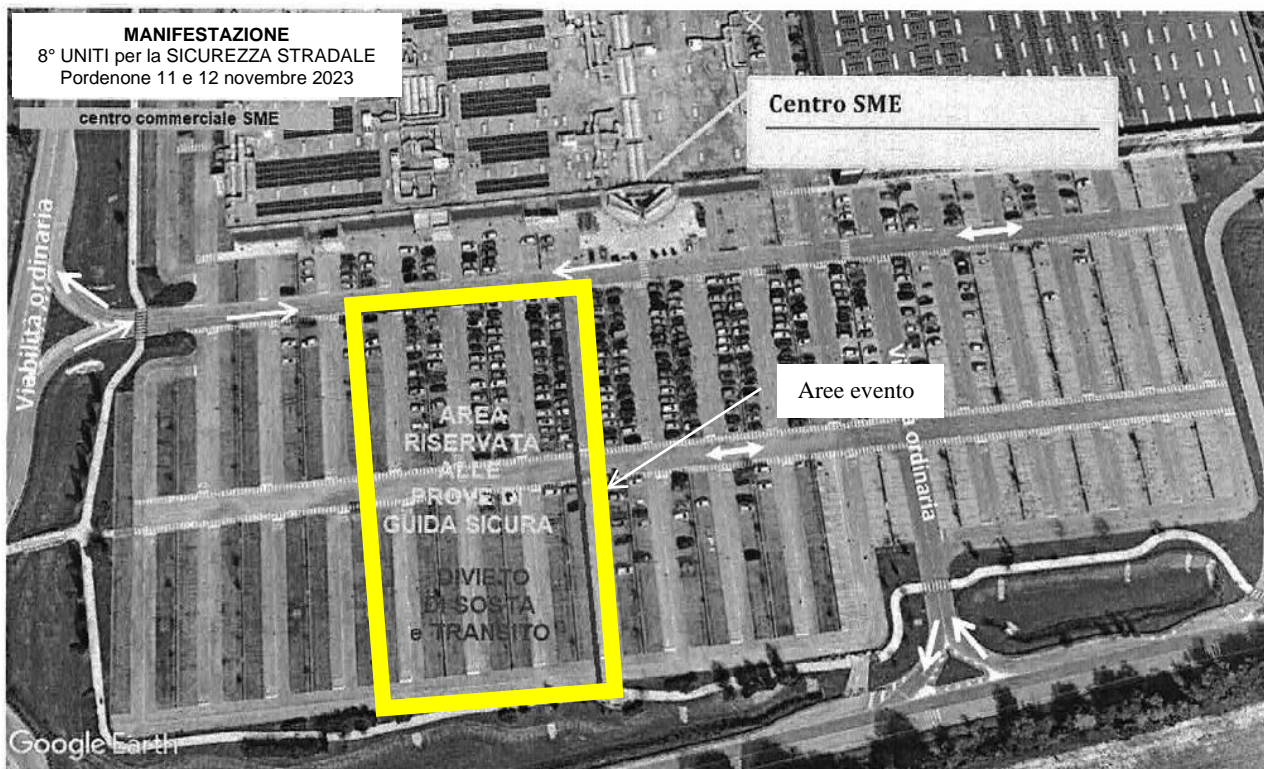 MANIFESTAZIONE
8° UNITI per la SICUREZZA STRADALE
Pordenone 11 e 12 novembre 2023
centro commerciale SME
Centro SME
Viabilità ordinaria
Aree evento
ordinaria
AREA
RISERVATA
ALLE
PROVE DI
GUIDA SICURA
DIVIETO
DI SOSTA
e TRANSITO
Google Earth